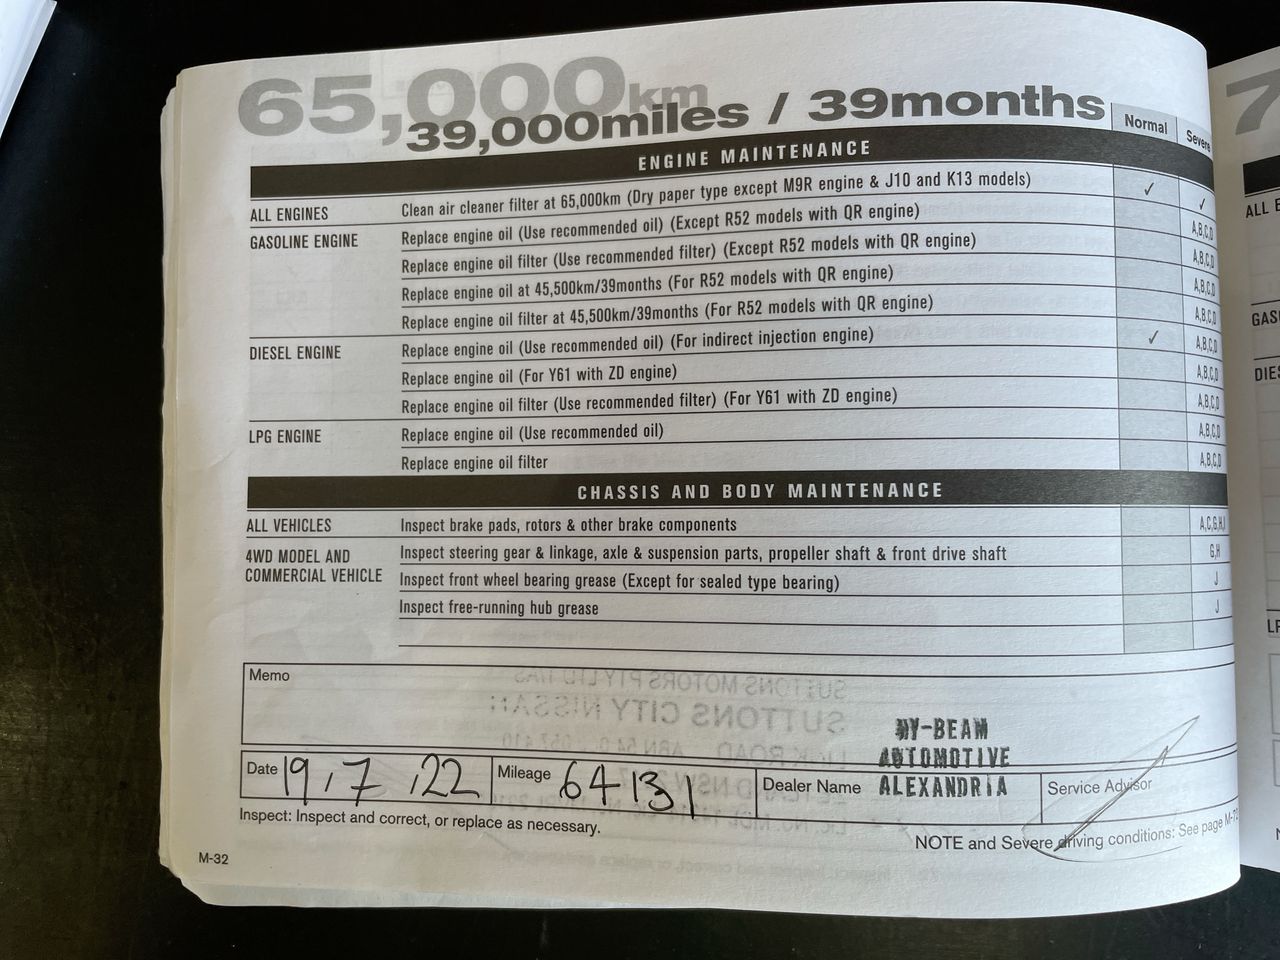 65,000km
39,000miles / 39months
Normal
Severe
ENGINE MAINTENANCE
ALL ENGINES Clean air cleaner filter at 65,000km (Dry paper type except M9R engine & J10 and K13 models) ✓ ✓
GASOLINE ENGINE Replace engine oil (Use recommended oil) (Except R52 models with QR engine) A,B,C,D
Replace engine oil filter (Use recommended filter) (Except R52 models with QR engine) A,B,C,D
Replace engine oil at 45,500km/39months (For R52 models with QR engine) A,B,C,D
Replace engine oil filter at 45,500km/39months (For R52 models with QR engine) A,B,C,D
DIESEL ENGINE Replace engine oil (Use recommended oil) (For indirect injection engine) ✓ A,B,C,D
Replace engine oil (For Y61 with ZD engine) A,B,C,D
Replace engine oil filter (Use recommended filter) (For Y61 with ZD engine) A,B,C,D
LPG ENGINE Replace engine oil (Use recommended oil) A,B,C,D
Replace engine oil filter A,B,C,D
CHASSIS AND BODY MAINTENANCE
ALL VEHICLES Inspect brake pads, rotors & other brake components A,C,G,H,I
4WD MODEL AND Inspect steering gear & linkage, axle & suspension parts, propeller shaft & front drive shaft G,H
COMMERCIAL VEHICLE Inspect front wheel bearing grease (Except for sealed type bearing) J
Inspect free-running hub grease J
Memo
HY-BEAM
AUTOMOTIVE
ALEXANDRIA
Date 19,7,22 Mileage 64131 Dealer Name Service Advisor
Inspect: Inspect and correct, or replace as necessary.
NOTE and Severe driving conditions: See page
M-32
7
ALL
LP